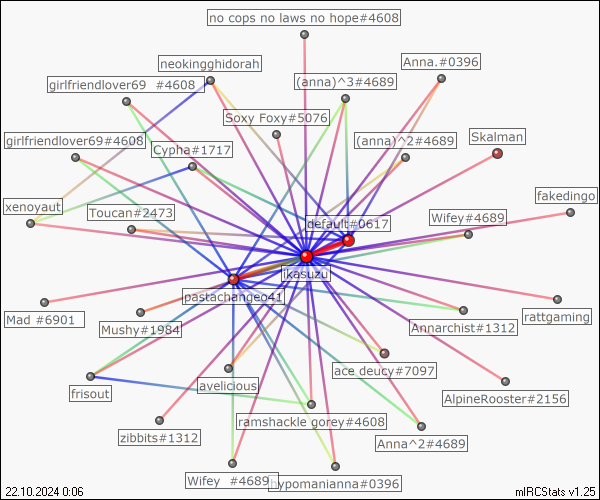 no cops no laws no hope#4608
neokingghidorah
Anna.#0396
girlfriendlover69  #4608
(anna)^3#4689
Soxy Foxy#5076
girlfriendlover69#4608
Cypha#1717
(anna)^2#4689
Skalman
xenoyaut
Toucan#2473
default#0617
Wifey#4689
fakedingo
ikasuzu
pastachangeo41
Mad #6901
Mushy#1984
Annarchist#1312
rattgaming
frisout
avelicious
ace deucy#7097
AlpineRooster#2156
zibbits#1312
ramshackle gorey#4608
Anna^2#4689
Wifey  #4689
hypomanianna#0396
22.10.2024 0:06
mIRCStats v1.25